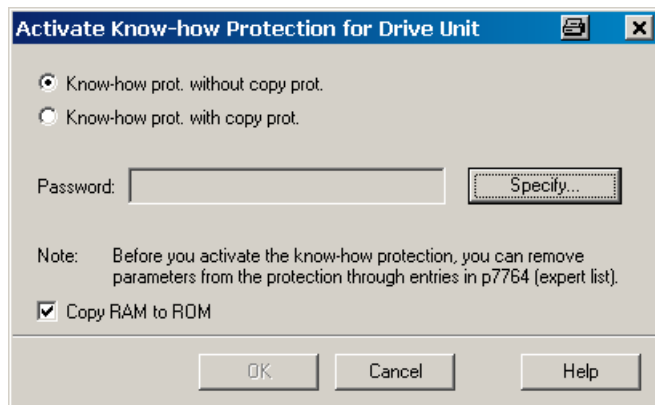 Activate Know-how Protection for Drive Unit
Know-how prot. without copy prot.
Know-how prot. with copy prot.
Password:
Specify...
Note: Before you activate the know-how protection, you can remove
parameters from the protection through entries in p7764 (expert list).
Copy RAM to ROM
OK Cancel Help